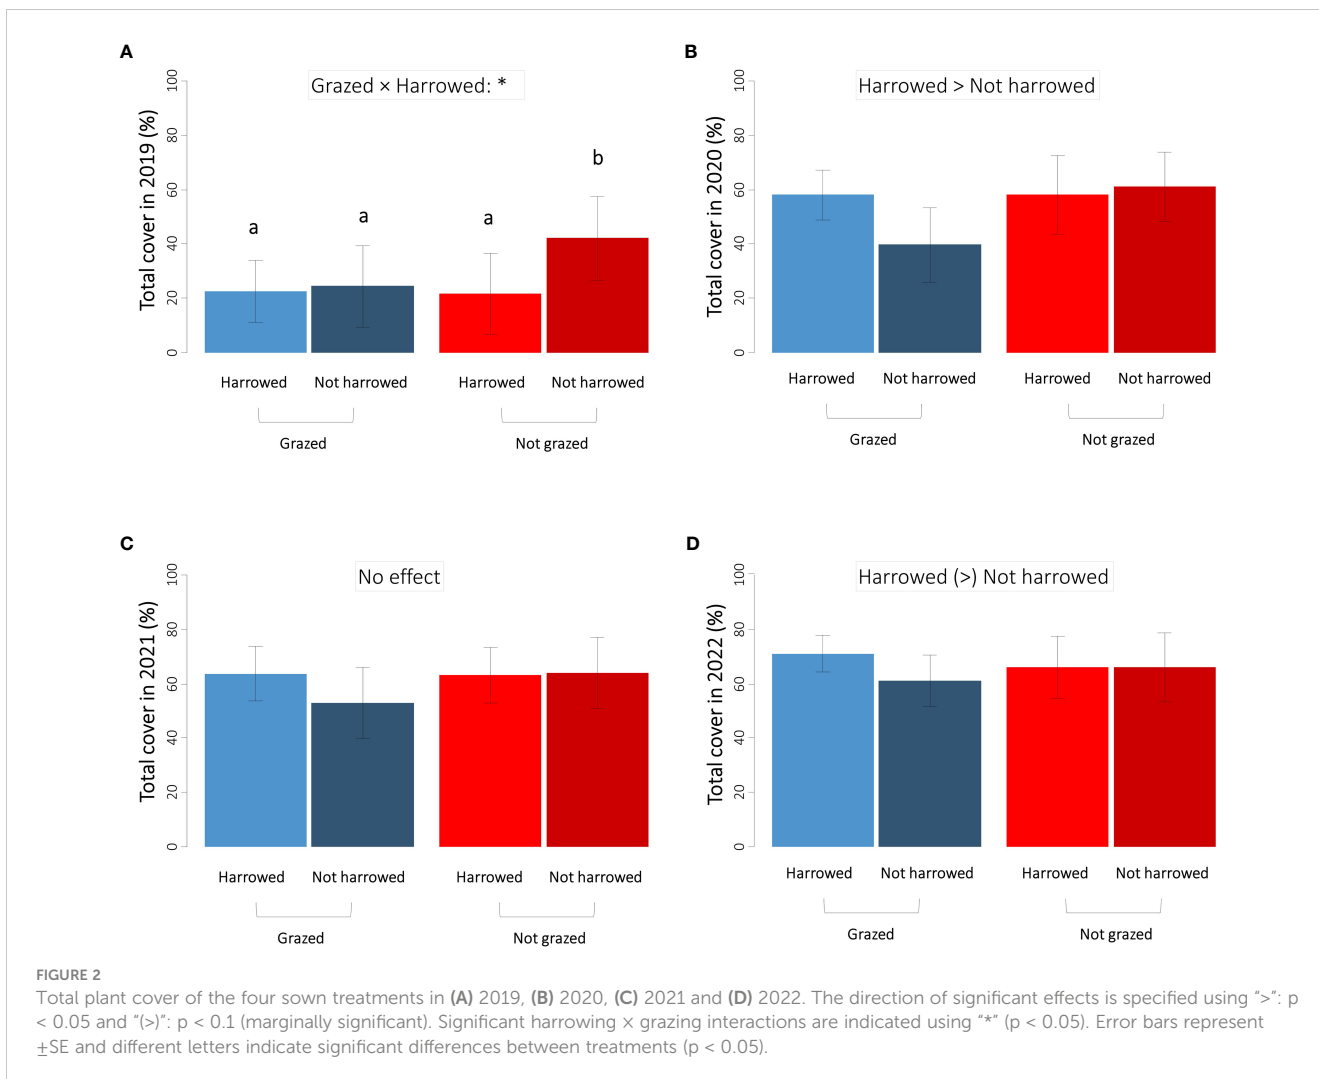 A
Grazed × Harrowed: *
Total cover in 2019 (%)
100
80
60
40
20
0
a
a
a
b
Harrowed
Not harrowed
Harrowed
Not harrowed
Grazed
Not grazed
B
Harrowed > Not harrowed
Total cover in 2020 (%)
100
80
60
40
20
0
Harrowed
Not harrowed
Harrowed
Not harrowed
Grazed
Not grazed
C
No effect
Total cover in 2021 (%)
100
80
60
40
20
0
Harrowed
Not harrowed
Harrowed
Not harrowed
Grazed
Not grazed
D
Harrowed (>) Not harrowed
Total cover in 2022 (%)
100
80
60
40
20
0
Harrowed
Not harrowed
Harrowed
Not harrowed
Grazed
Not grazed
FIGURE 2
Total plant cover of the four sown treatments in (A) 2019, (B) 2020, (C) 2021 and (D) 2022. The direction of significant effects is specified using “>”: p
< 0.05 and “(>)”: p < 0.1 (marginally significant). Significant harrowing × grazing interactions are indicated using “*” (p < 0.05). Error bars represent
±SE and different letters indicate significant differences between treatments (p < 0.05).